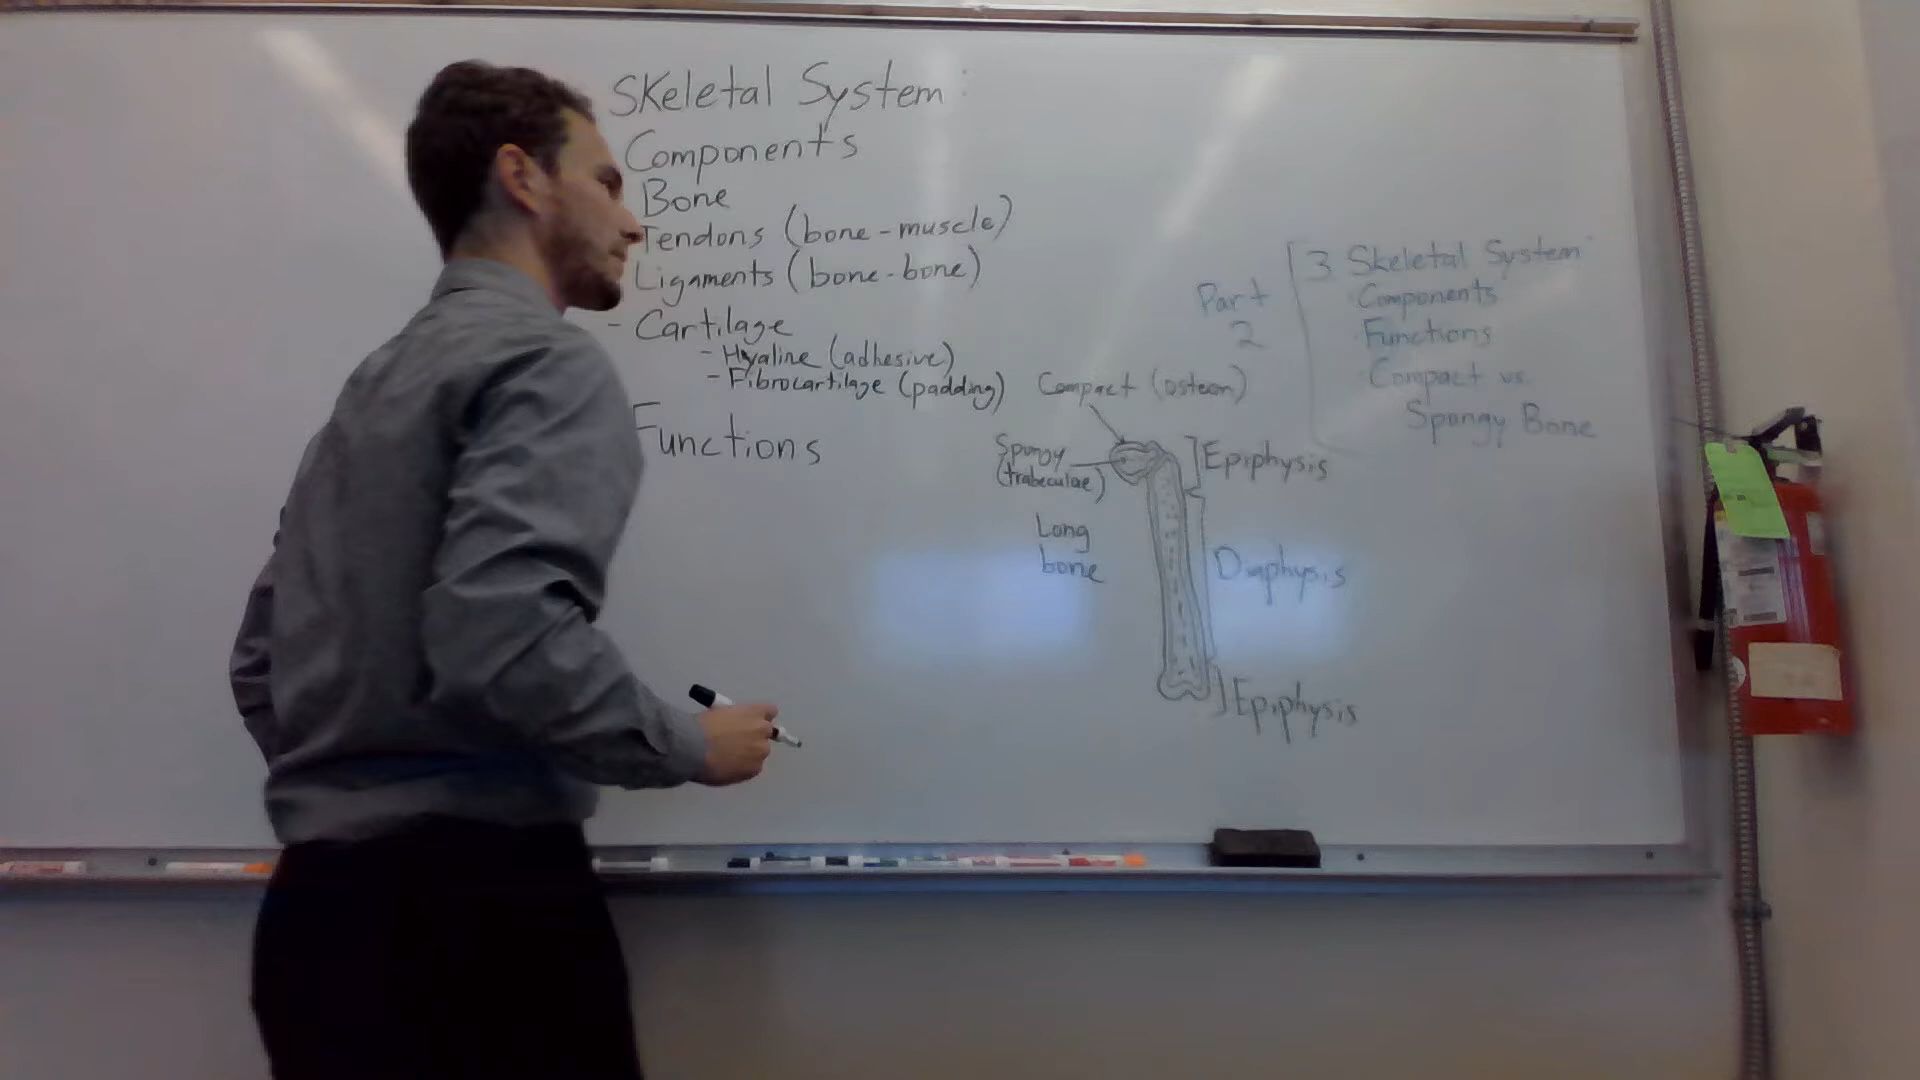 Skeletal System:
Components
Bone
Tendons (bone-muscle)
Ligaments (bone-bone)
- Cartilage
- Hyaline (adhesive)
- Fibrocartilage (padding)
Functions
Compact (osteon)
Spongy
(trabeculae)
Long
bone
Epiphysis
Diaphysis
Epiphysis
Part
2
3 Skeletal System
Components
Functions
Compact vs.
Spongy Bone